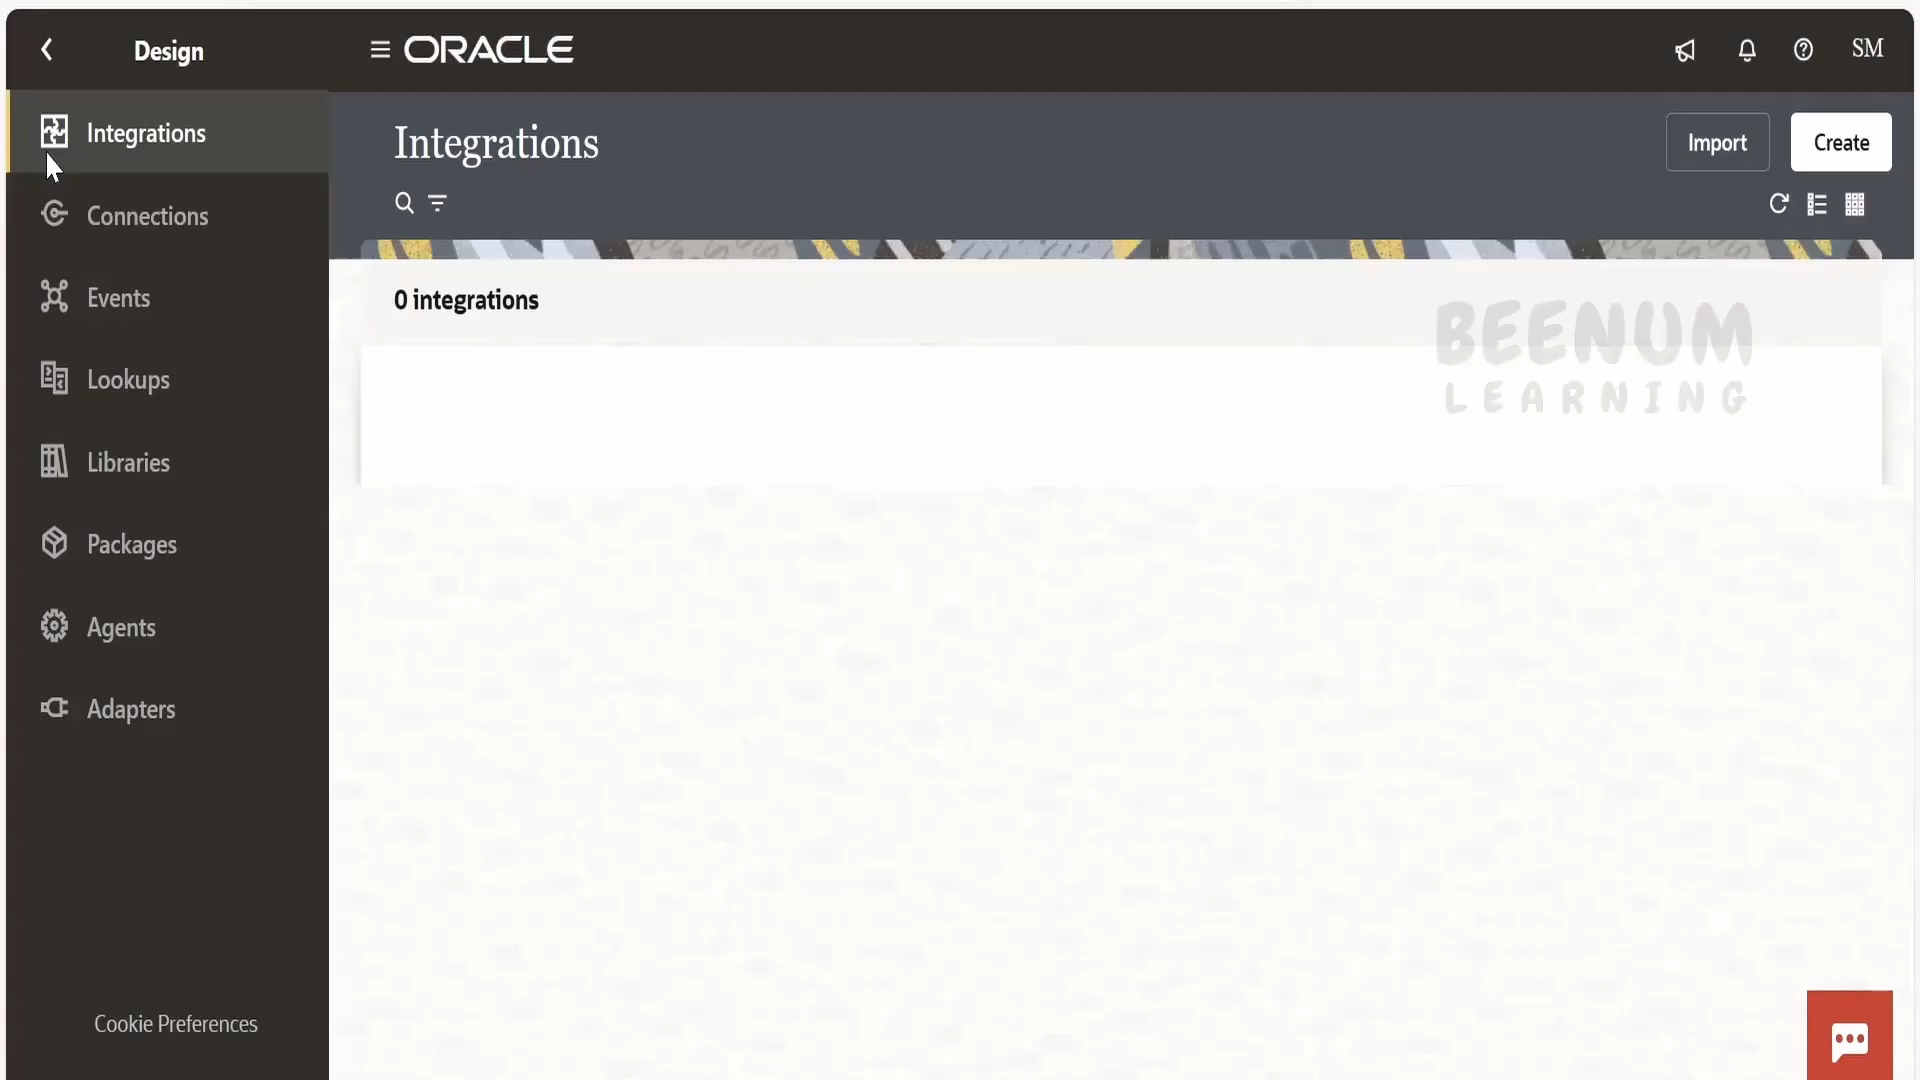 Design
ORACLE
SM
Integrations
Connections
Events
Lookups
Libraries
Packages
Agents
Adapters
Cookie Preferences
Integrations
Import
Create
0 integrations
BEENUM
LEARNING